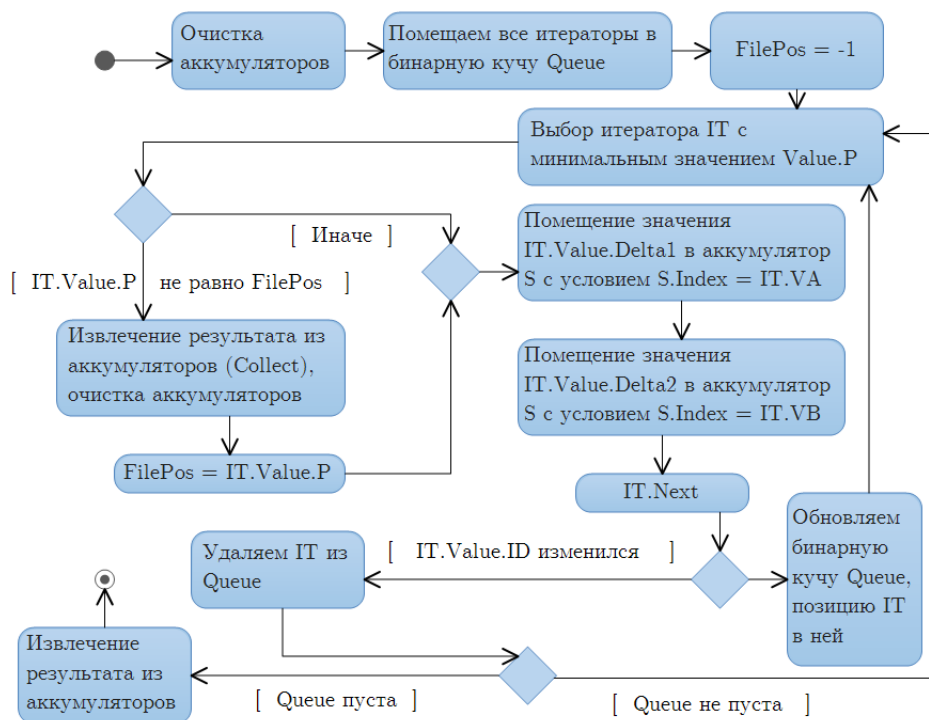 Очистка
аккумуляторов
Помещаем все итераторы в
бинарную кучу Queue
FilePos = -1
Выбор итератора IT с
минимальным значением Value.P
[ Иначе ]
[ IT.Value.P не равно FilePos ]
Помещение значения
IT.Value.Delta1 в аккумулятор
S с условием S.Index = IT.VA
Извлечение результата из
аккумуляторов (Collect),
очистка аккумуляторов
Помещение значения
IT.Value.Delta2 в аккумулятор
S с условием S.Index = IT.VB
FilePos = IT.Value.P
IT.Next
Обновляем
бинарную
кучу Queue,
позицию IT
в ней
[ IT.Value.ID изменился ]
Удаляем IT из
Queue
Извлечение
результата из
аккумуляторов
[ Queue пуста ]
[ Queue не пуста ]